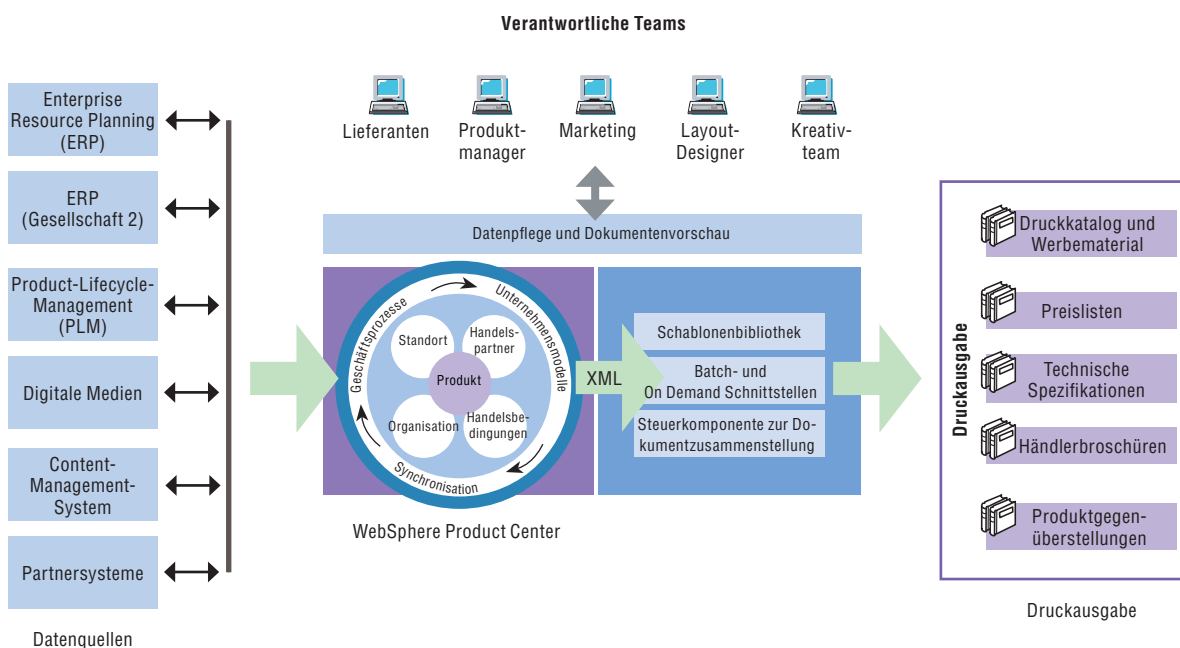 Verantwortliche Teams
Enterprise
Resource Planning
(ERP)
ERP
(Gesellschaft 2)
Product-Lifecycle-
Management
(PLM)
Digitale Medien
Content-
Management-
System
Partnersysteme
Datenquellen
Lieferanten
Produkt-
manager
Marketing
Layout-
Designer
Kreativ-
team
Datenpflege und Dokumentenvorschau
Geschäftsprozesse
Unternehmensmodelle
Synchronisation
Standort
Handels-
partner
Produkt
Organisation
Handelsbe-
dingungen
WebSphere Product Center
XML
Schablonenbibliothek
Batch- und
On Demand Schnittstellen
Steuerkomponente zur Do-
kumentzusammenstellung
Druckausgabe
Druckkatalog und
Werbematerial
Preislisten
Technische
Spezifikationen
Händlerbroschüren
Produktgegen-
überstellungen
Druckausgabe